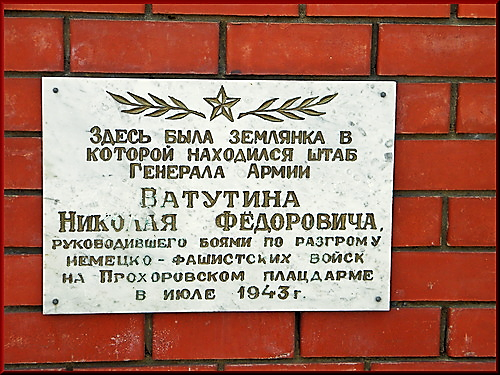 Здесь была землянка в
которой находился штаб
Генерала Армии
Ватутина
Николая Фёдоровича,
руководившего боями по разгрому
немецко-фашистских войск
на Прохоровском плацдарме
в июле 1943г.